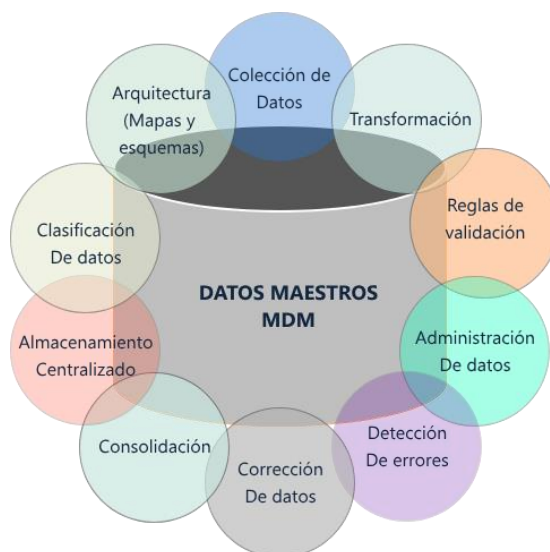 Colección de
Datos
Arquitectura
(Mapas y
esquemas)
Transformación
Reglas de
validación
Clasificación
De datos
DATOS MAESTROS
MDM
Almacenamiento
Centralizado
Administración
De datos
Consolidación
Detección
De errores
Corrección
De datos